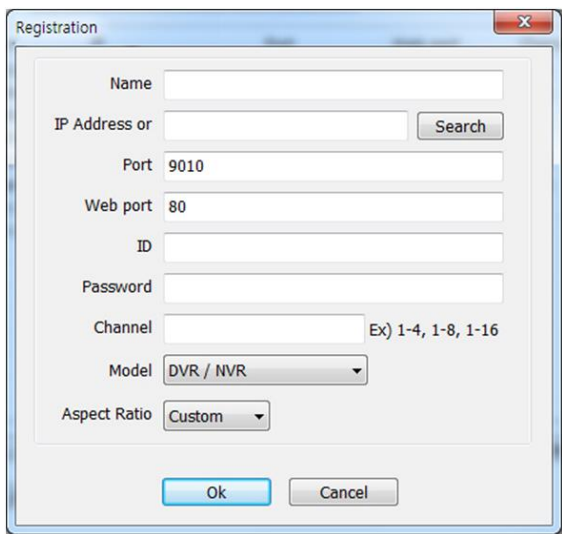 Registration
Name
IP Address or
Search
Port 9010
Web port 80
ID
Password
Channel Ex) 1-4, 1-8, 1-16
Model DVR / NVR
Aspect Ratio Custom
Ok Cancel